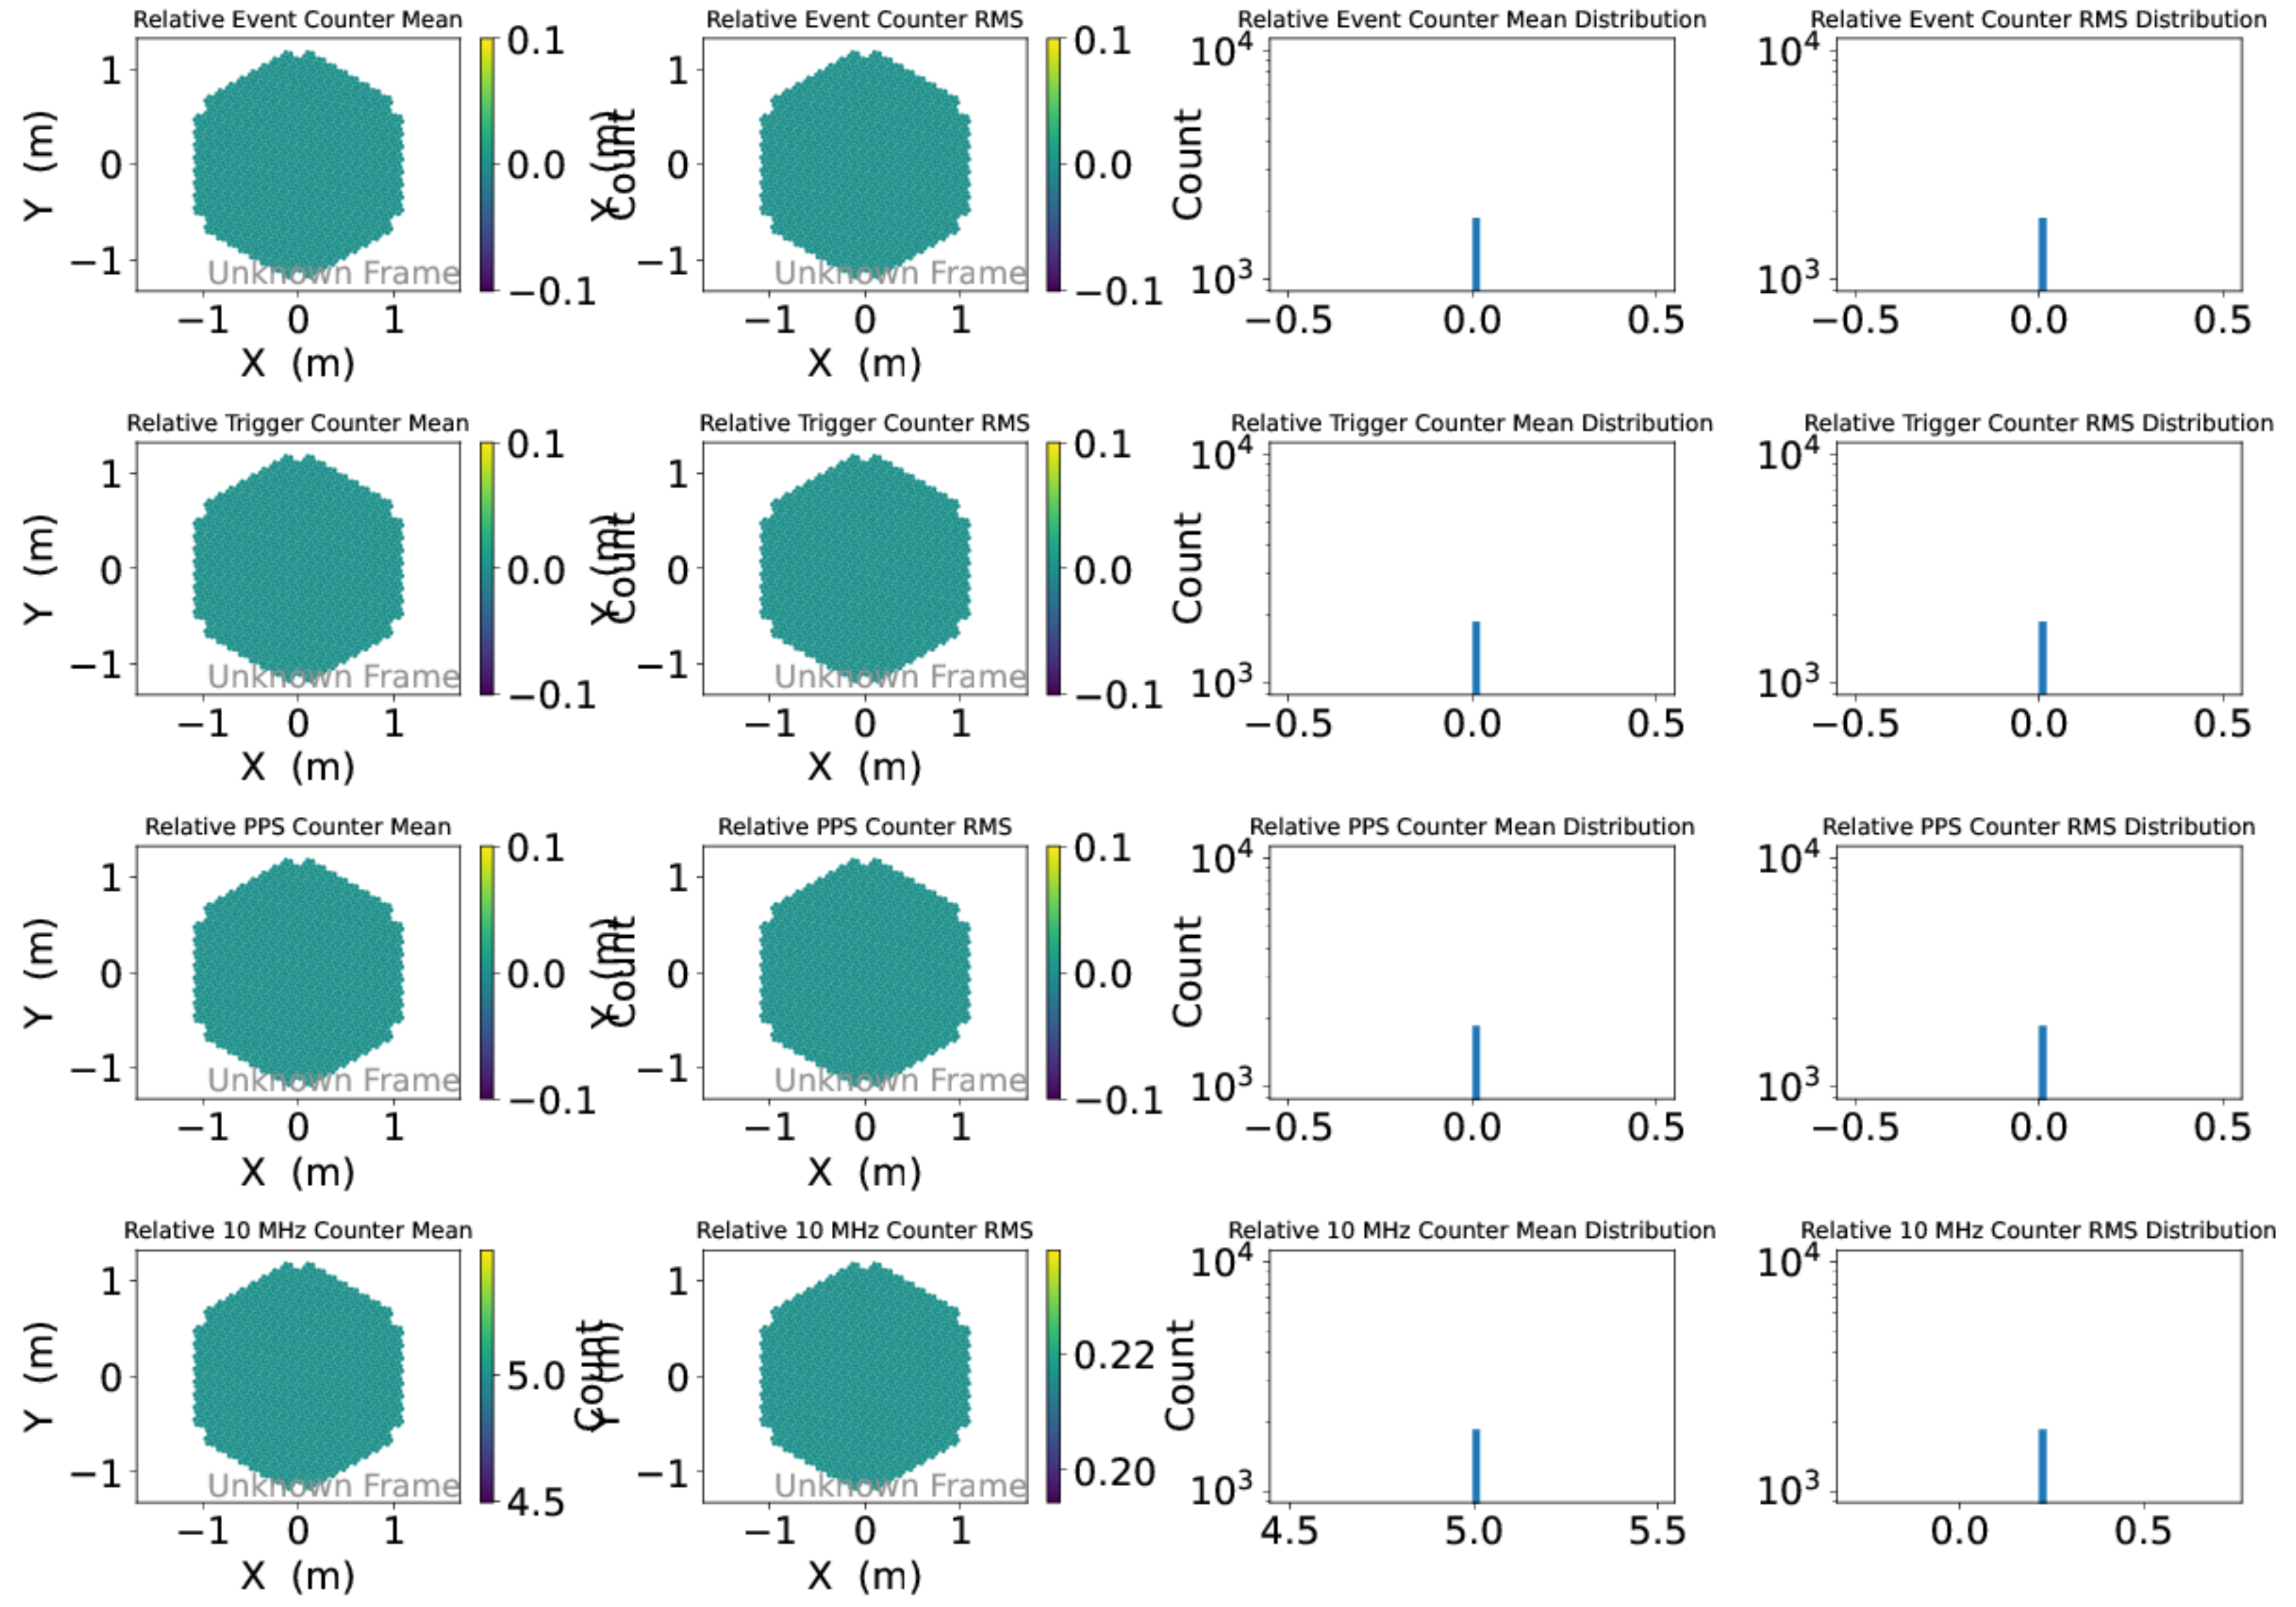 Relative Event Counter Mean
Relative Event Counter RMS
Relative Event Counter Mean Distribution
Relative Event Counter RMS Distribution
Y (m)
1
0
−1
−1 0 1
X (m)
Unknown Frame
0.1
0.0
−0.1
Count
Y (m)
1
0
−1
−1 0 1
X (m)
Unknown Frame
0.1
0.0
−0.1
Count
10⁴
10³
−0.5 0.0 0.5
Count
10⁴
10³
−0.5 0.0 0.5
Relative Trigger Counter Mean
Relative Trigger Counter RMS
Relative Trigger Counter Mean Distribution
Relative Trigger Counter RMS Distribution
Y (m)
1
0
−1
−1 0 1
X (m)
Unknown Frame
0.1
0.0
−0.1
Count
Y (m)
1
0
−1
−1 0 1
X (m)
Unknown Frame
0.1
0.0
−0.1
Count
10⁴
10³
−0.5 0.0 0.5
10⁴
10³
−0.5 0.0 0.5
Relative PPS Counter Mean
Relative PPS Counter RMS
Relative PPS Counter Mean Distribution
Relative PPS Counter RMS Distribution
Y (m)
1
0
−1
−1 0 1
X (m)
Unknown Frame
0.1
0.0
−0.1
Count
Y (m)
1
0
−1
−1 0 1
X (m)
Unknown Frame
0.1
0.0
−0.1
Count
10⁴
10³
−0.5 0.0 0.5
10⁴
10³
−0.5 0.0 0.5
Relative 10 MHz Counter Mean
Relative 10 MHz Counter RMS
Relative 10 MHz Counter Mean Distribution
Relative 10 MHz Counter RMS Distribution
Y (m)
1
0
−1
−1 0 1
X (m)
Unknown Frame
5.0
4.5
Count
Y (m)
1
0
−1
−1 0 1
X (m)
Unknown Frame
0.22
0.20
Count
10⁴
10³
4.5 5.0 5.5
10⁴
10³
0.0 0.5